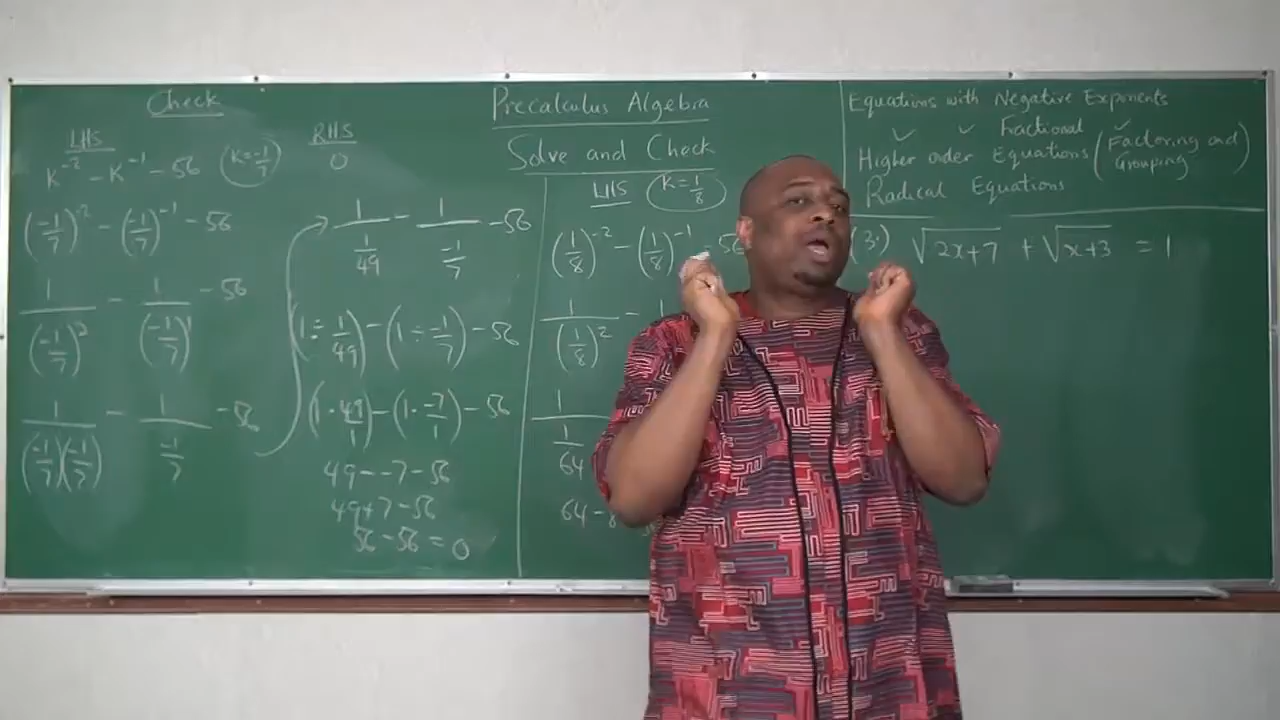 Check
LHS
K⁻² - K⁻¹ - 56 (K = -1/7)
(-1/7)⁻² - (-1/7)⁻¹ - 56
1/(-1/7)² - 1/(-1/7)¹ - 56
1/(-1/7)(-1/7) - 1/(-1/7) - 56
RHS
0
1/(1/49) - 1/(-1/7) - 56
(1 ÷ 1/49) - (1 ÷ -1/7) - 56
(1 · 49/1) - (1 · -7/1) - 56
49 - -7 - 56
49 + 7 - 56
56 - 56 = 0
Precalculus Algebra
Solve and Check
LHS (K = 1/8)
(1/8)⁻² - (1/8)⁻¹ - 56
1/(1/8)² - 1
1/(1/64)
64 - 8
Equations with Negative Exponents
✓ ✓ Fractional ✓
Higher order Equations (Factoring and Grouping)
Radical Equations
(3.) √(2x+7) + √(x+3) = 1